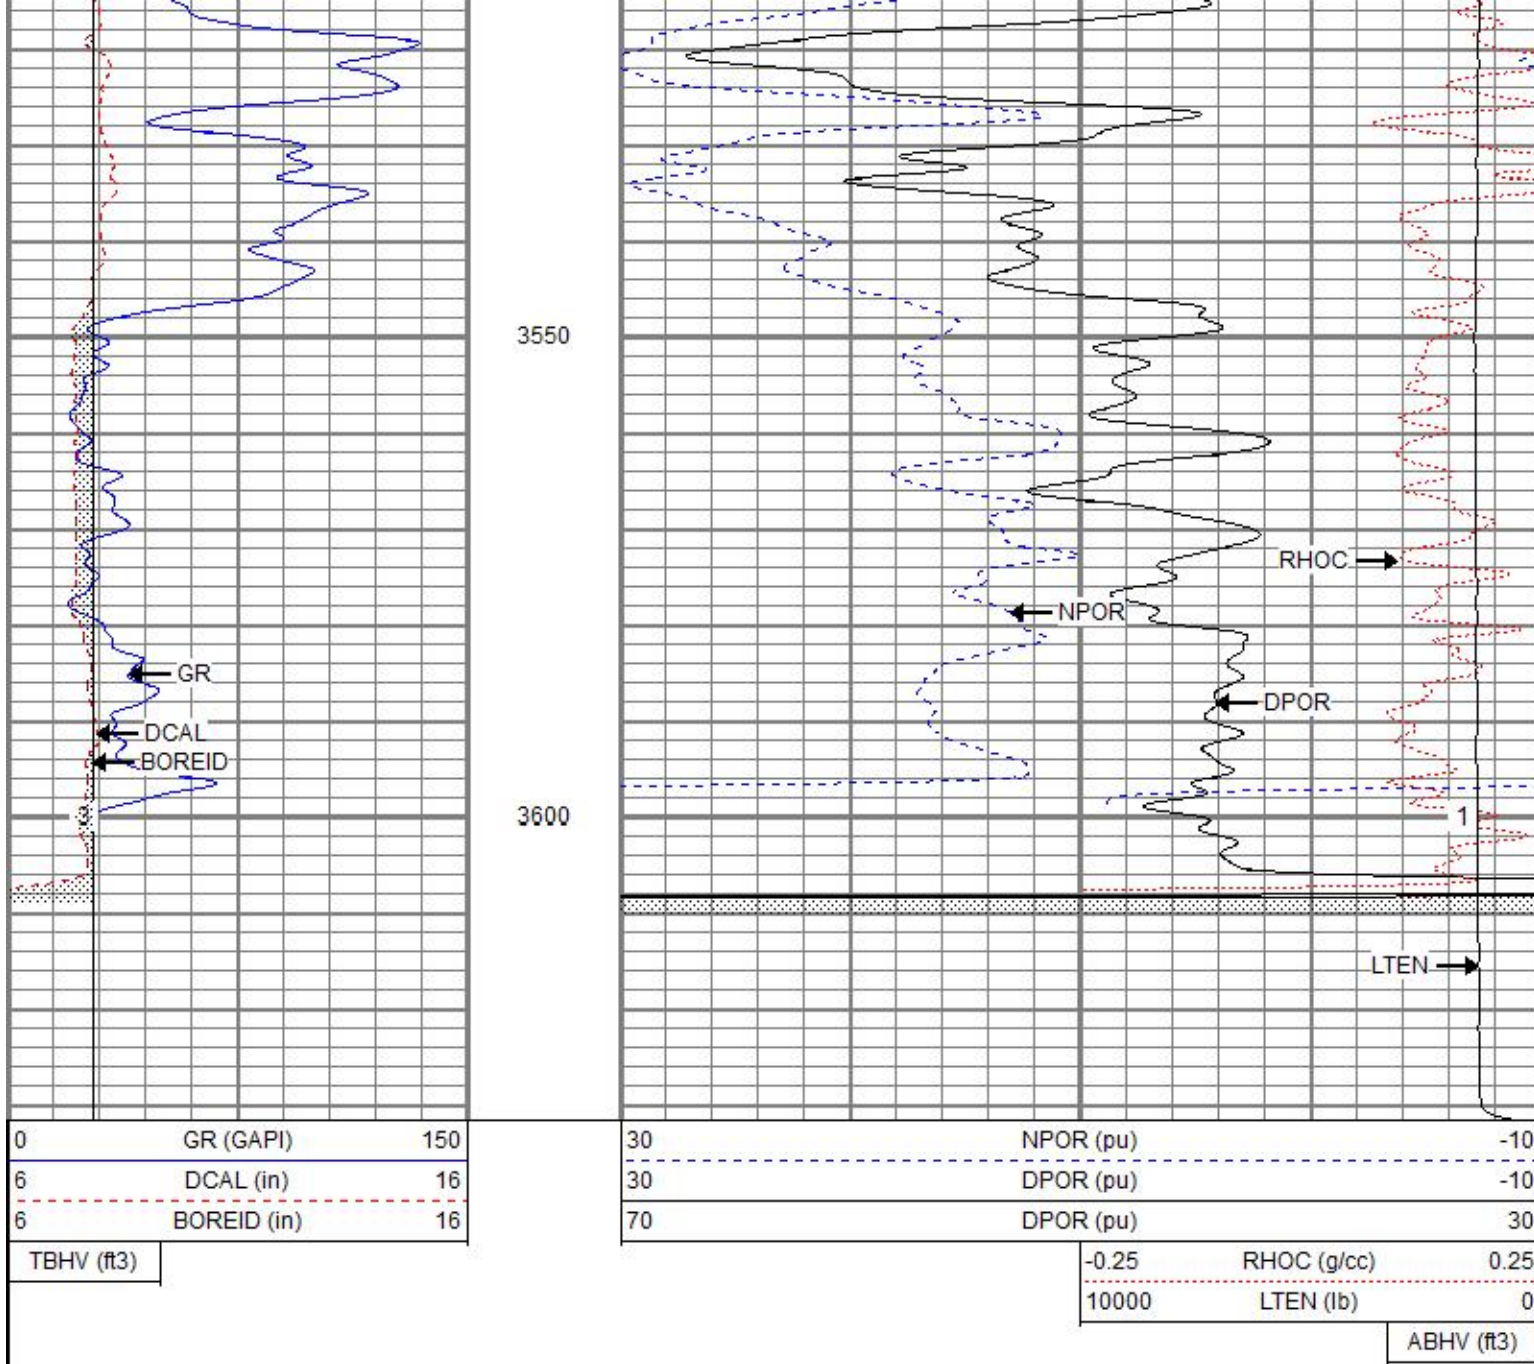 3550
RHOC
NPOR
GR
DPOR
DCAL
BOREID
3 3600 1
LTEN
0 GR (GAPI) 150 30 NPOR (pu) -10
6 DCAL (in) 16 30 DPOR (pu) -10
6 BOREID (in) 16 70 DPOR (pu) 30
TBHV (ft3) -0.25 RHOC (g/cc) 0.25
10000 LTEN (lb) 0
ABHV (ft3)